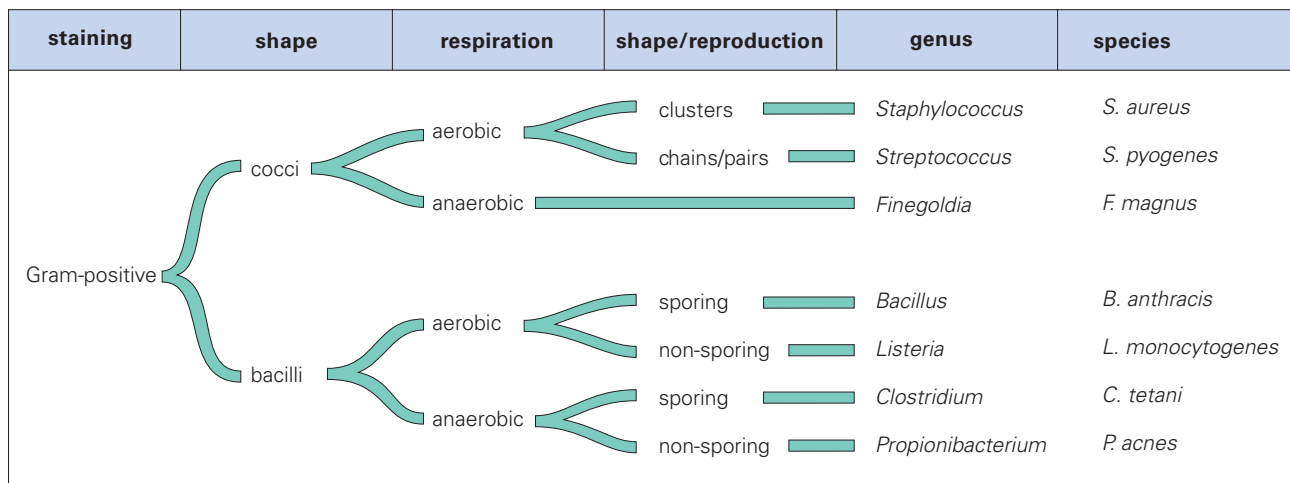 staining shape respiration shape/reproduction genus species
clusters Staphylococcus S. aureus
aerobic
chains/pairs Streptococcus S. pyogenes
cocci
anaerobic Finegoldia F. magnus
Gram-positive
sporing Bacillus B. anthracis
aerobic
non-sporing Listeria L. monocytogenes
bacilli
sporing Clostridium C. tetani
anaerobic
non-sporing Propionibacterium P. acnes